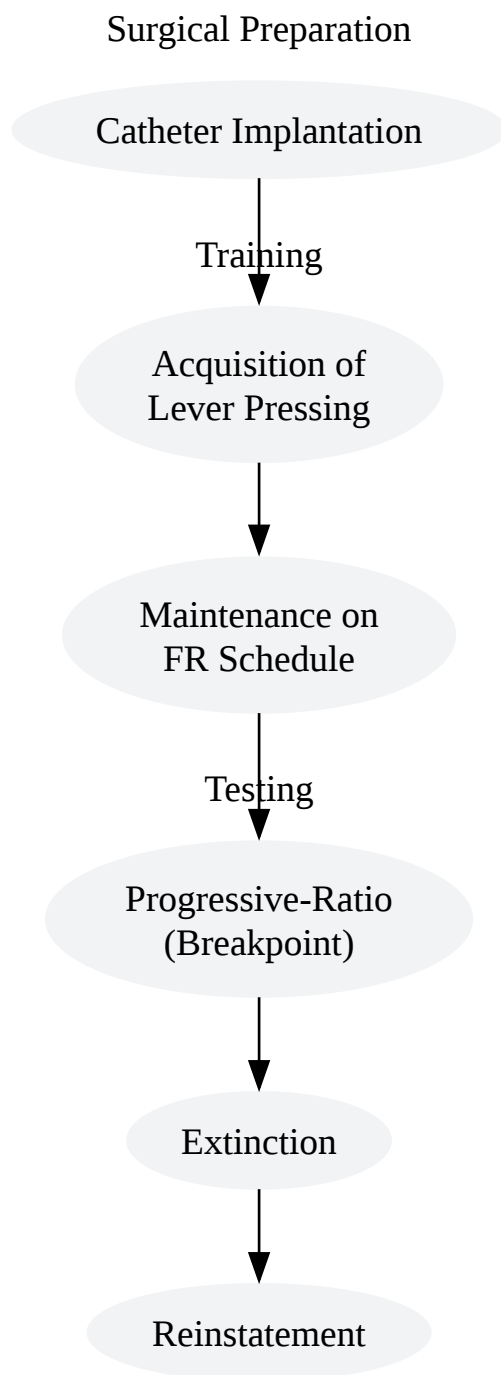 Surgical Preparation
Catheter Implantation
Training
Acquisition of
Lever Pressing
Maintenance on
FR Schedule
Testing
Progressive-Ratio
(Breakpoint)
Extinction
Reinstatement